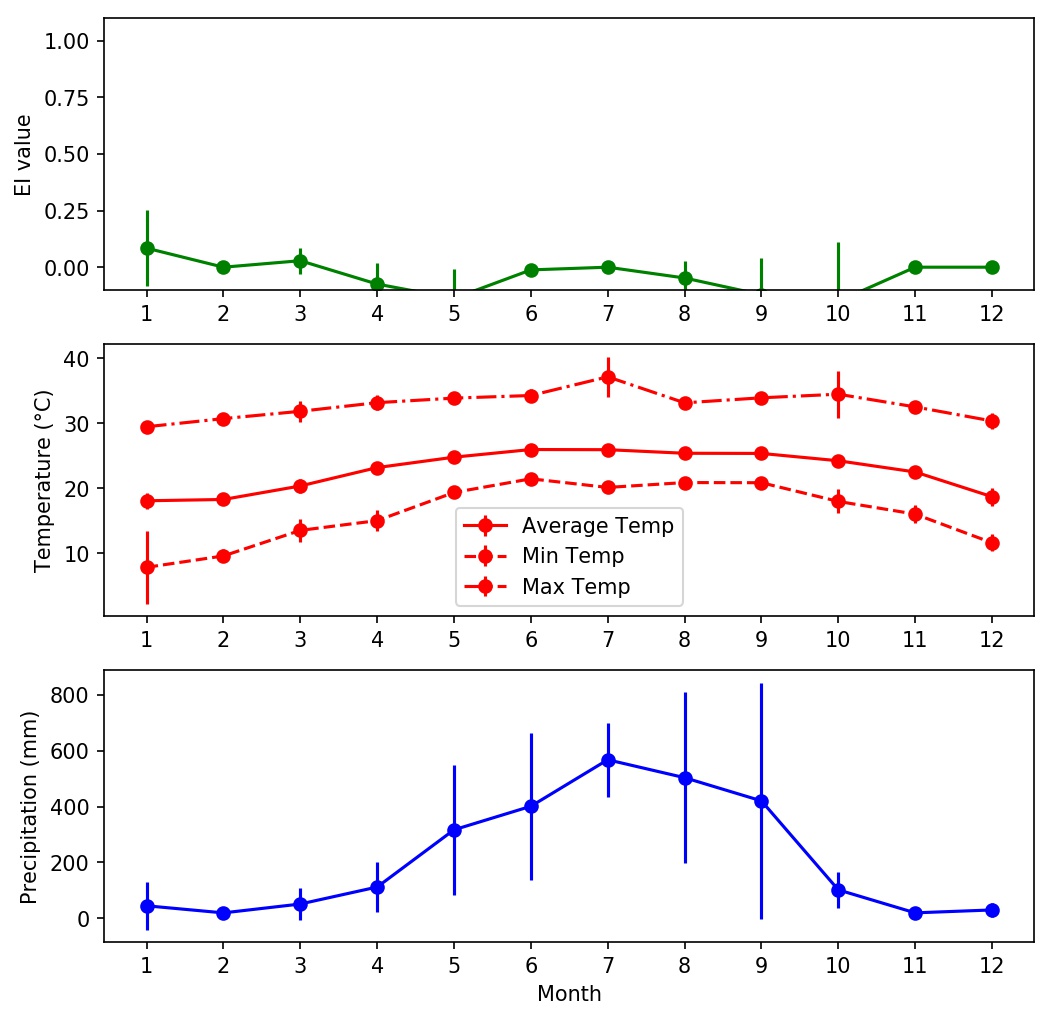 EI value
1.00
0.75
0.50
0.25
0.00
1 2 3 4 5 6 7 8 9 10 11 12
Temperature (°C)
40
30
20
10
Average Temp
Min Temp
Max Temp
1 2 3 4 5 6 7 8 9 10 11 12
Precipitation (mm)
800
600
400
200
0
1 2 3 4 5 6 7 8 9 10 11 12
Month